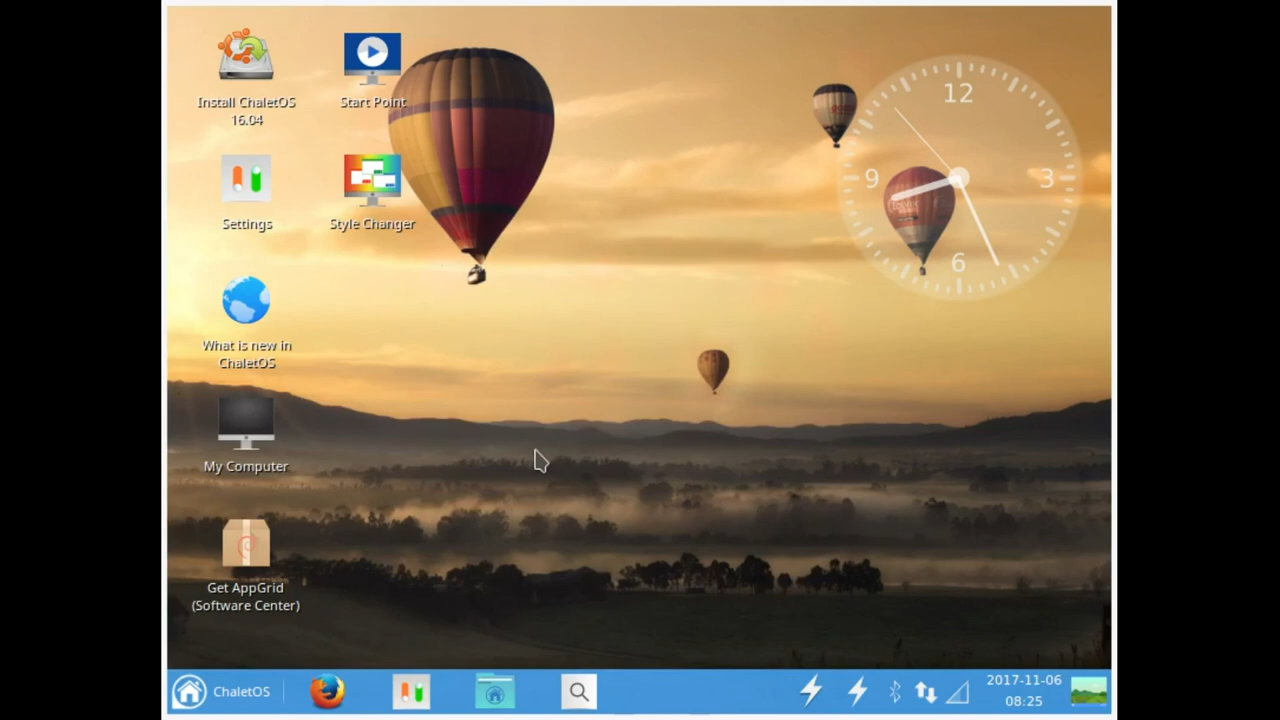 Install ChaletOS
16.04
Start Point
Settings
Style Changer
What is new in
ChaletOS
My Computer
Get AppGrid
(Software Center)
12
9
3
6
ChaletOS
2017-11-06
08:25